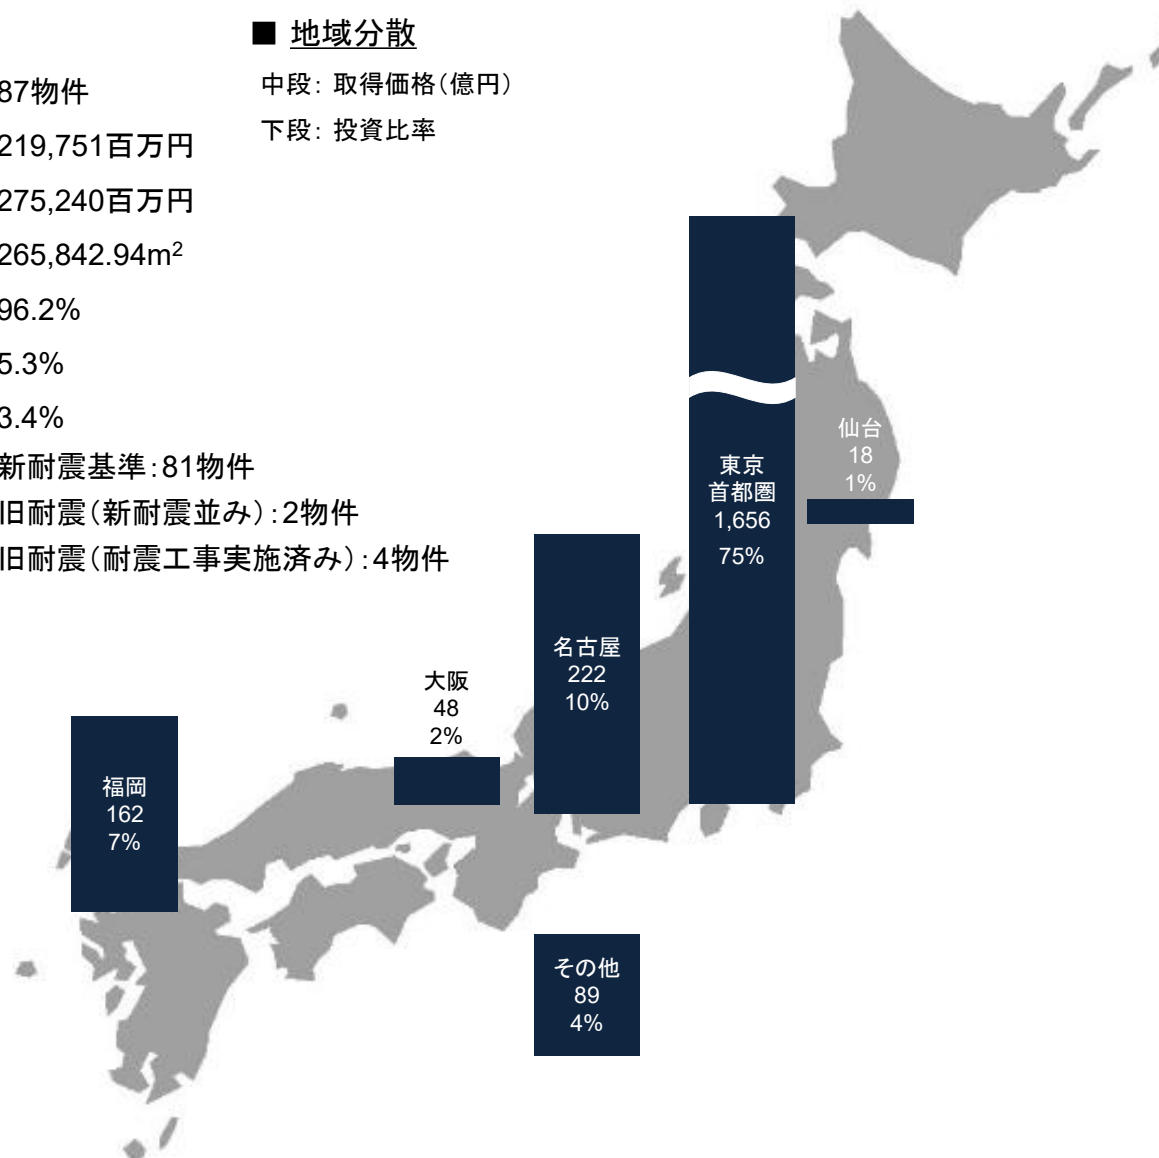 87物件
219,751百万円
275,240百万円
265,842.94m²
96.2%
5.3%
3.4%
新耐震基準:81物件
旧耐震(新耐震並み):2物件
旧耐震(耐震工事実施済み):4物件
■ 地域分散
中段: 取得価格(億円)
下段: 投資比率
仙台
18
1%
東京
首都圏
1,656
75%
名古屋
222
10%
大阪
48
2%
福岡
162
7%
その他
89
4%